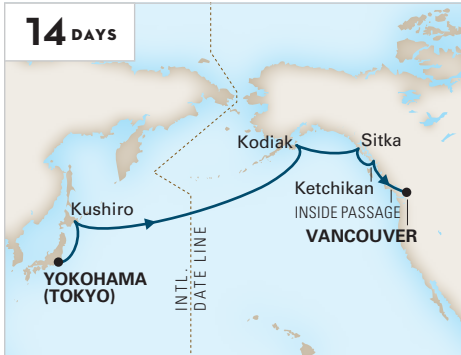 14 DAYS
Kodiak
Sitka
Kushiro
Ketchikan
INSIDE PASSAGE
VANCOUVER
YOKOHAMA
(TOKYO)
INTL.
DATE LINE